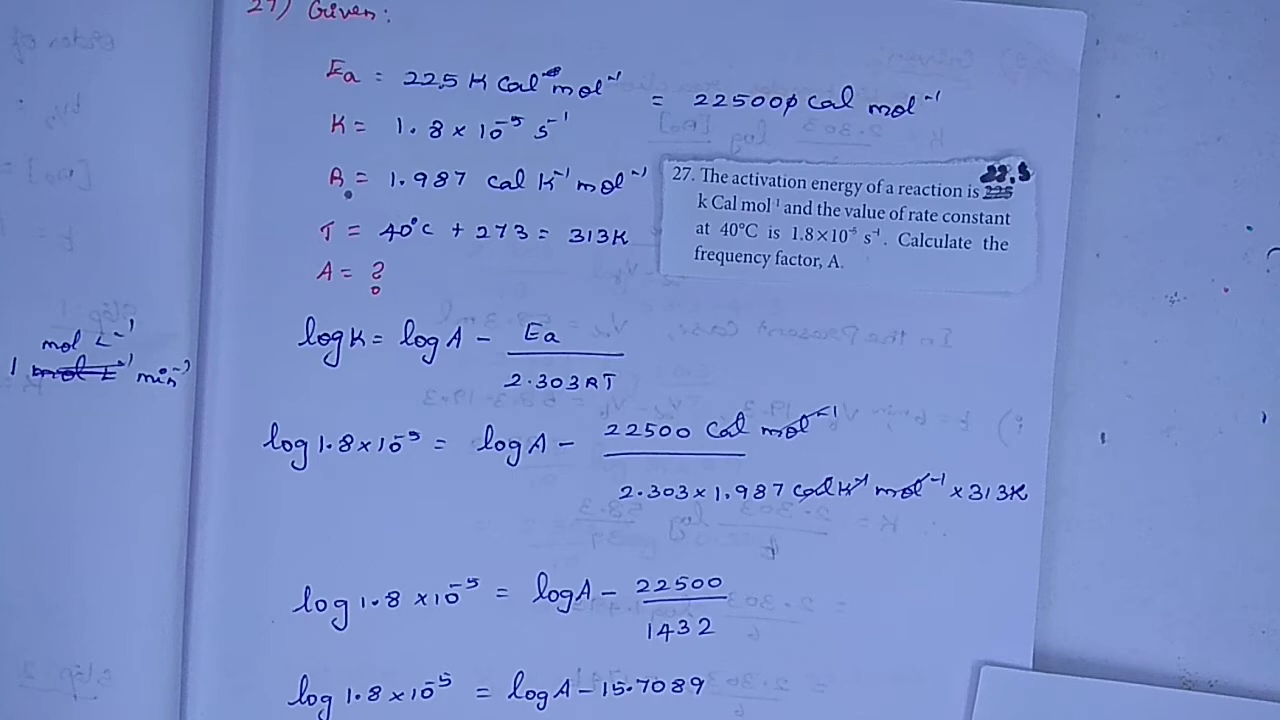 27) Given:
Ea = 22.5 K Cal mol⁻¹ = 22500 Cal mol⁻¹
K = 1.8 × 10⁻⁵ s⁻¹
R = 1.987 cal K⁻¹ mol⁻¹
T = 40°C + 273 = 313K
A = ?
27. The activation energy of a reaction is 22.5
k Cal mol⁻¹ and the value of rate constant
at 40°C is 1.8×10⁻⁵ s⁻¹. Calculate the
frequency factor, A.
mol L⁻¹
1 min⁻¹
log K = log A − Ea
2.303RT
log 1.8×10⁻⁵ = log A − 22500 Cal mol⁻¹
2.303 × 1.987 cal K⁻¹ mol⁻¹ × 313K
log 1.8 × 10⁻⁵ = log A − 22500
1432
log 1.8 × 10⁻⁵ = log A − 15.7089